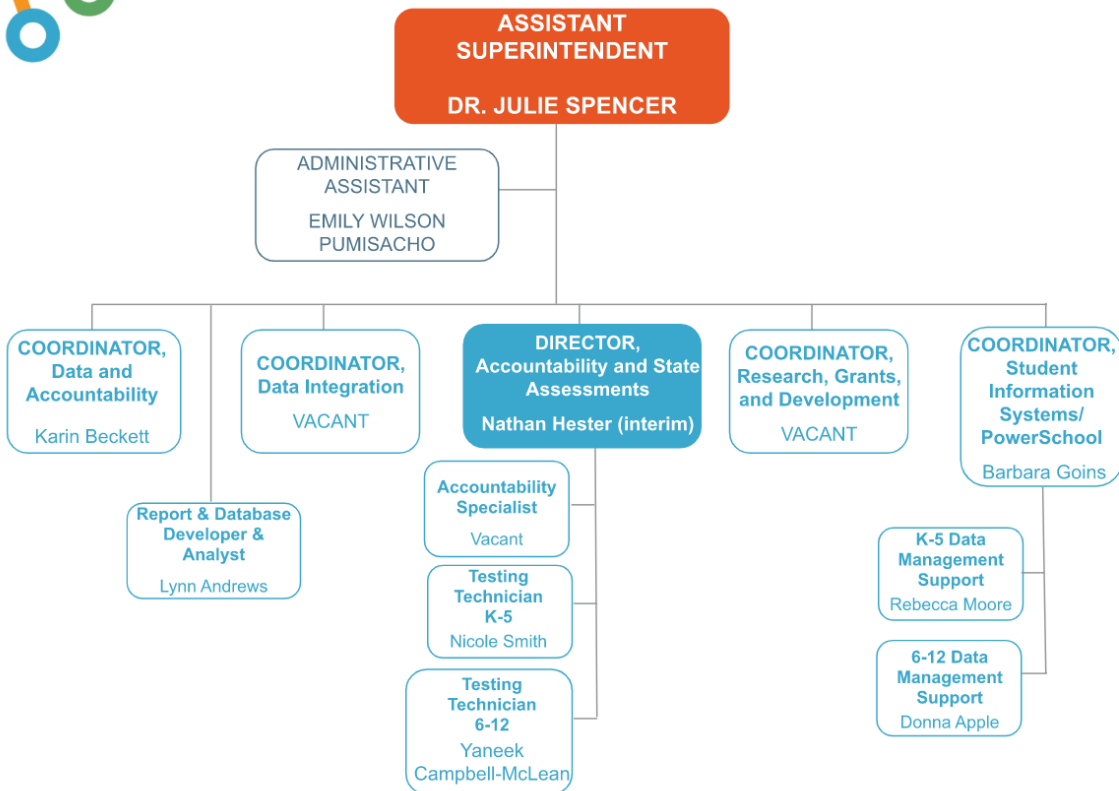 ASSISTANT
SUPERINTENDENT
DR. JULIE SPENCER
ADMINISTRATIVE
ASSISTANT
EMILY WILSON
PUMISACHO
COORDINATOR,
Data and
Accountability
Karin Beckett
COORDINATOR,
Data Integration
VACANT
DIRECTOR,
Accountability and State
Assessments
Nathan Hester (interim)
COORDINATOR,
Research, Grants,
and Development
VACANT
COORDINATOR,
Student
Information
Systems/
PowerSchool
Barbara Goins
Report & Database
Developer &
Analyst
Lynn Andrews
Accountability
Specialist
Vacant
Testing
Technician
K-5
Nicole Smith
Testing
Technician
6-12
Yaneek
Campbell-McLean
K-5 Data
Management
Support
Rebecca Moore
6-12 Data
Management
Support
Donna Apple